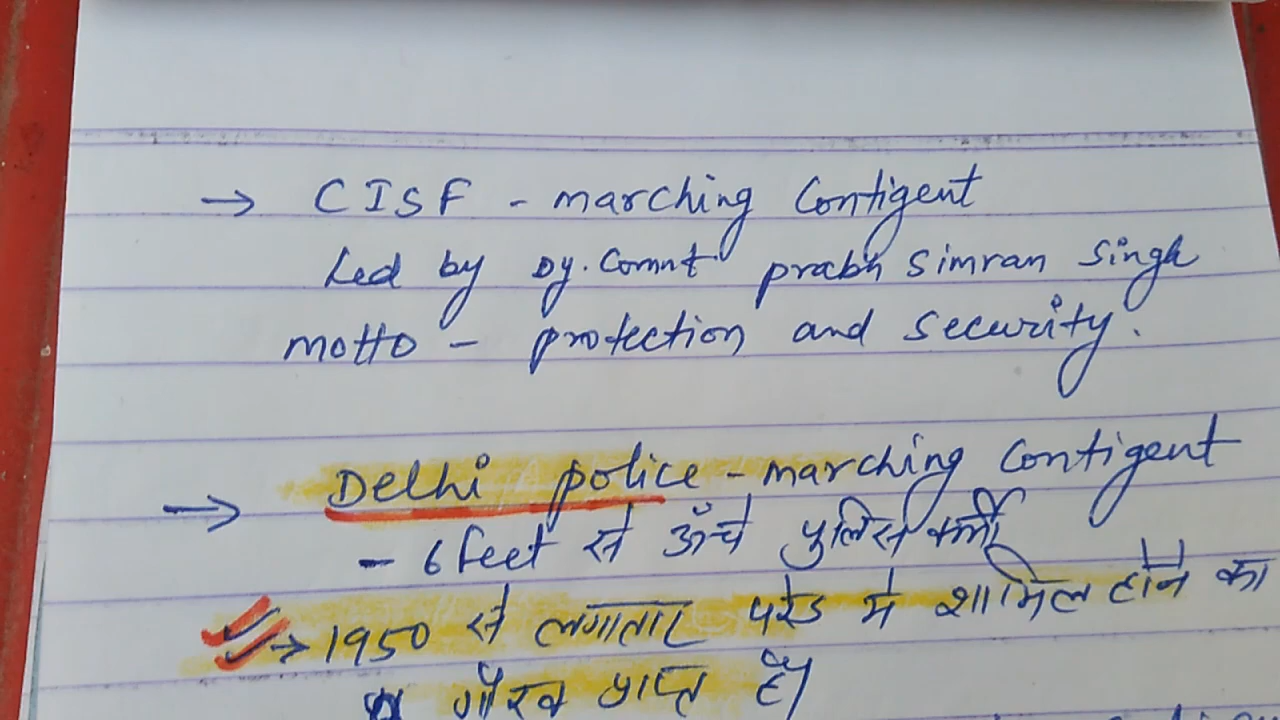 → CISF - marching Contigent
Led by Dy. Comnt prabh Simran Singh
motto - protection and security.
→ Delhi police - marching Contigent
- 6 feet से ऊँचे पुलिसकर्मी
→ 1950 से लगातार परेड मे शामिल होने का
गौरव प्राप्त है।